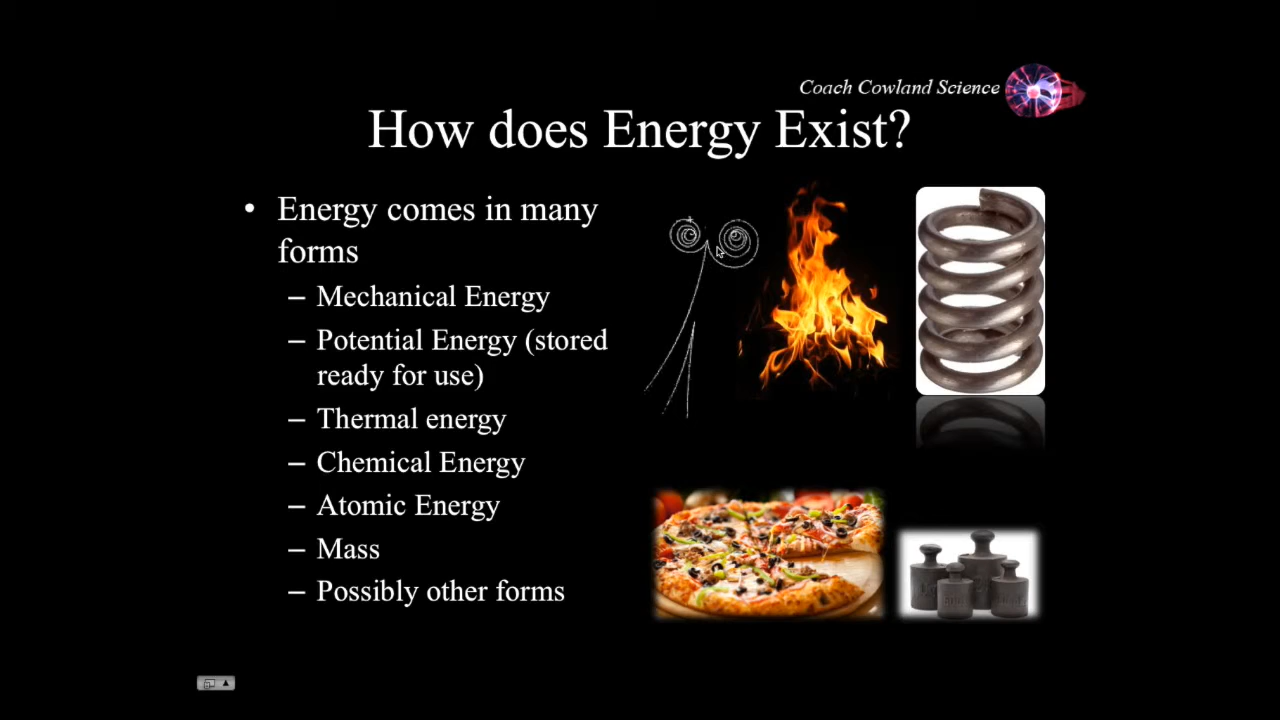 Coach Cowland Science
How does Energy Exist?
• Energy comes in many
forms
– Mechanical Energy
– Potential Energy (stored
ready for use)
– Thermal energy
– Chemical Energy
– Atomic Energy
– Mass
– Possibly other forms